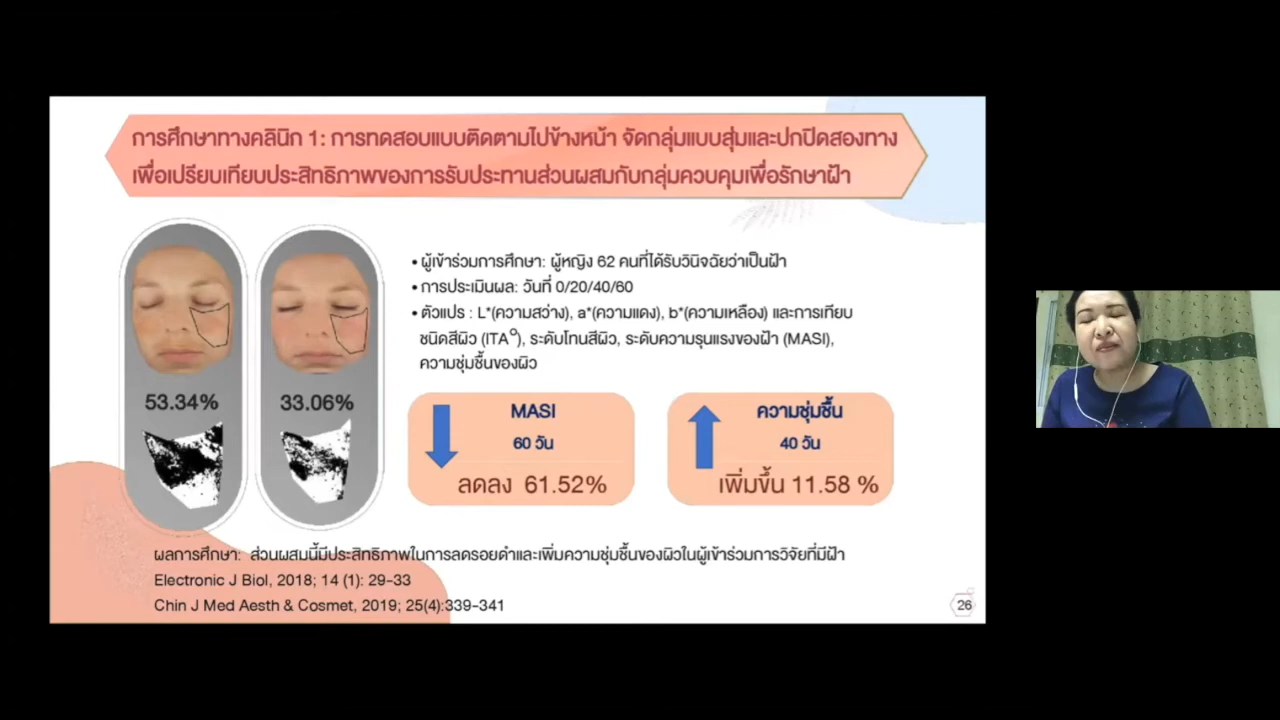 การศึกษาทางคลินิก 1: การทดสอบแบบติดตามไปข้างหน้า จัดกลุ่มแบบสุ่มและปกปิดสองทาง
เพื่อเปรียบเทียบประสิทธิภาพของการรับประทานส่วนผสมกับกลุ่มควบคุมเพื่อรักษาฝ้า
• ผู้เข้าร่วมการศึกษา: ผู้หญิง 62 คนที่ได้รับวินิจฉัยว่าเป็นฝ้า
• การประเมินผล: วันที่ 0/20/40/60
• ตัวแปร : L*(ความสว่าง), a*(ความแดง), b*(ความเหลือง) และการเทียบ
ชนิดสีผิว (ITA°), ระดับโทนสีผิว, ระดับความรุนแรงของฝ้า (MASI),
ความชุ่มชื้นของผิว
53.34%
33.06%
MASI
60 วัน
ลดลง 61.52%
ความชุ่มชื้น
40 วัน
เพิ่มขึ้น 11.58 %
ผลการศึกษา: ส่วนผสมนี้มีประสิทธิภาพในการลดรอยดำและเพิ่มความชุ่มชื้นของผิวในผู้เข้าร่วมการวิจัยที่มีฝ้า
Electronic J Biol, 2018; 14 (1): 29-33
Chin J Med Aesth & Cosmet, 2019; 25(4):339-341
26